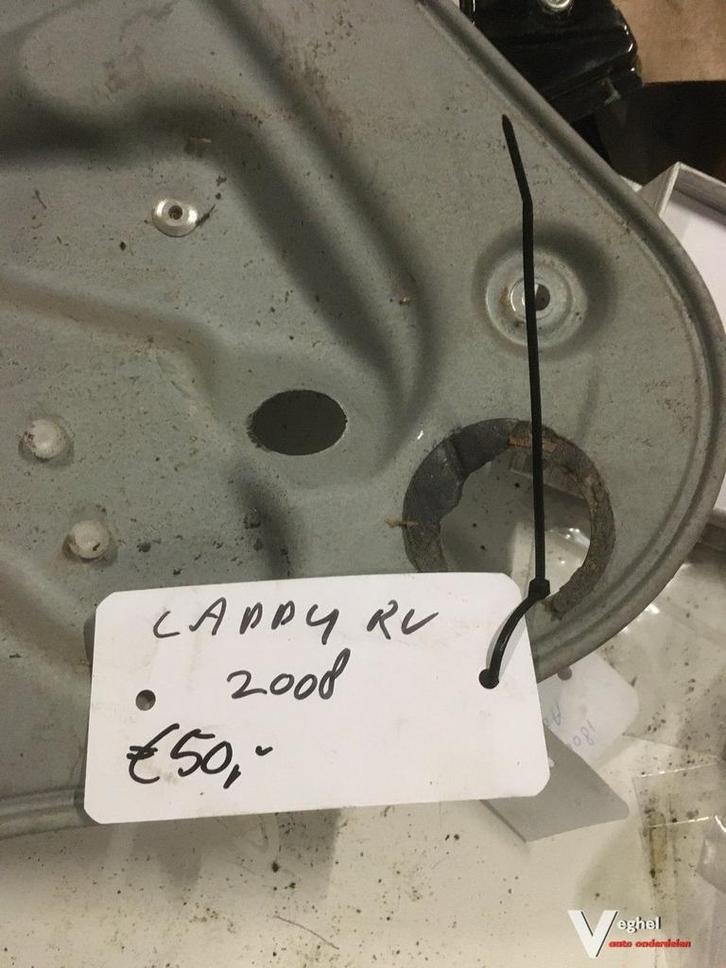 CADDY RV
2008
€50,-
Veghel
auto onderdelen